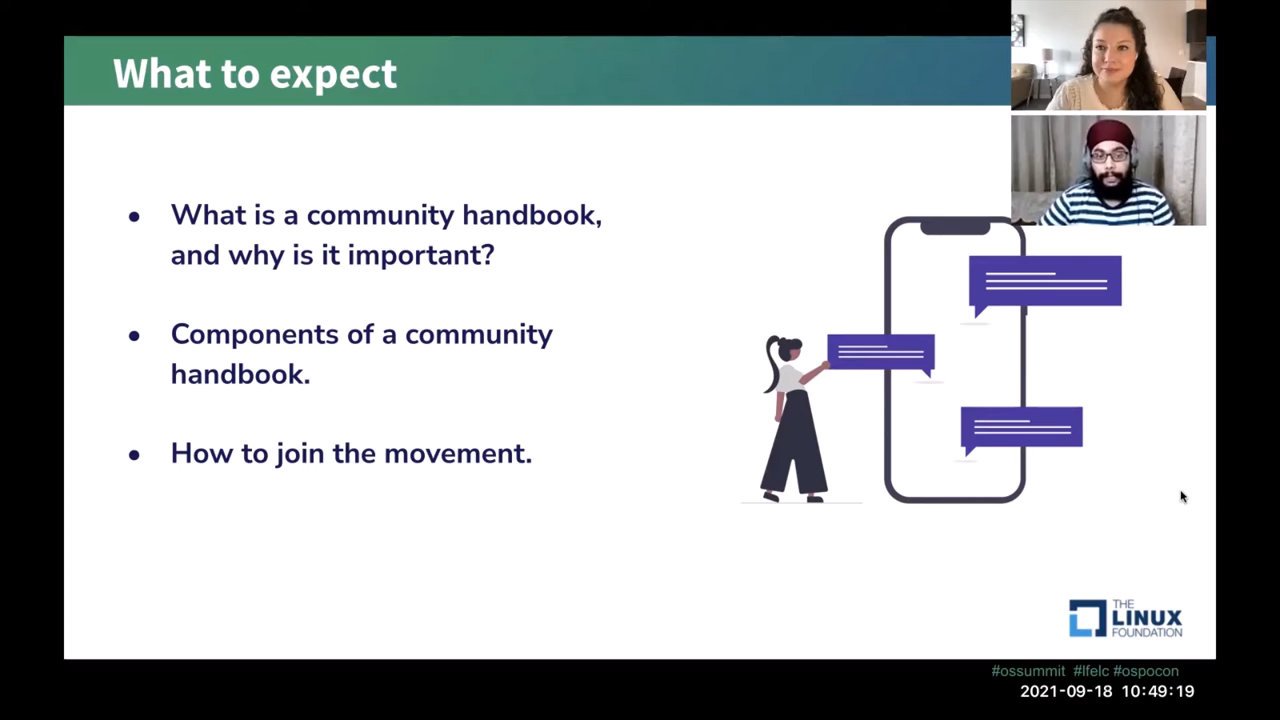 What to expect
What is a community handbook,
and why is it important?
Components of a community
handbook.
How to join the movement.
THE
LINUX
FOUNDATION
#ossummit #lfelc #ospocon
2021-09-18 10:49:19